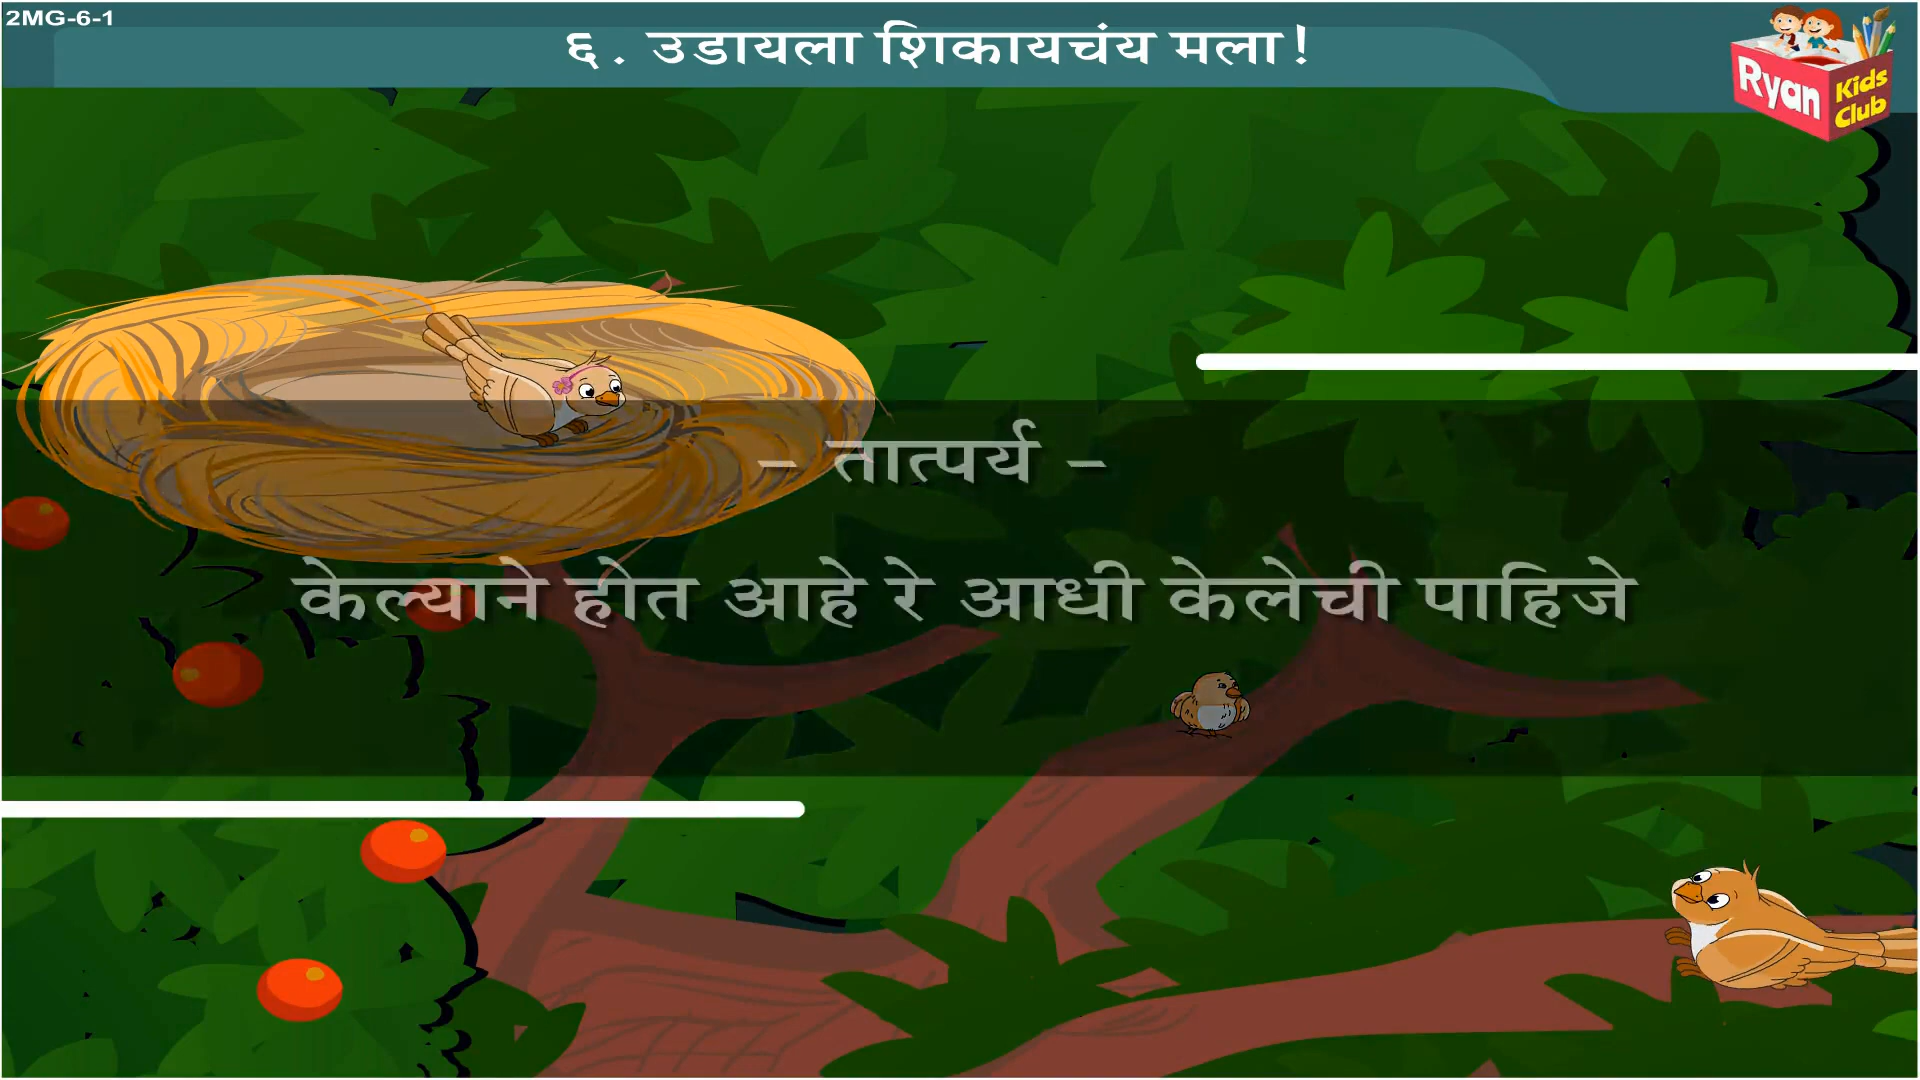 2MG-6-1
६. उडायला शिकायचंय मला!
Ryan
Kids
Club
– तात्पर्य –
केल्याने होत आहे रे आधी केलेची पाहिजे